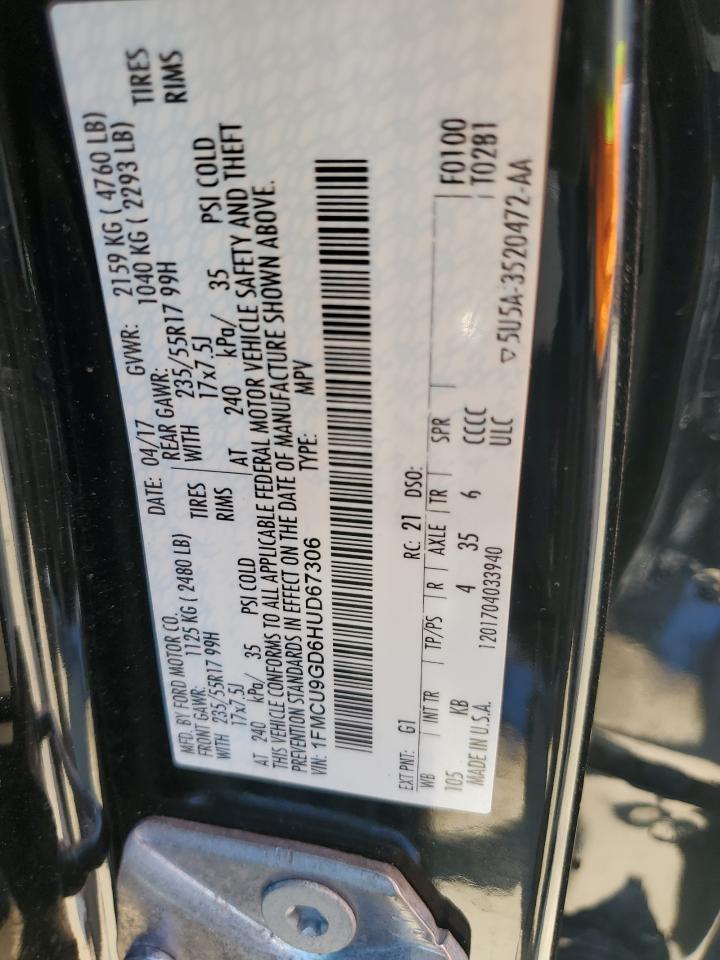 MFD. BY FORD MOTOR CO.
DATE: 04/17 GVWR: 2159 KG ( 4760 LB)
FRONT GAWR: 1125 KG ( 2480 LB) REAR GAWR: 1040 KG ( 2293 LB)
WITH 235/55R17 99H TIRES WITH 235/55R17 99H TIRES
17x7.5J RIMS 17x7.5J RIMS
AT 240 kPa/ 35 PSI COLD AT 240 kPa/ 35 PSI COLD
THIS VEHICLE CONFORMS TO ALL APPLICABLE FEDERAL MOTOR VEHICLE SAFETY AND THEFT
PREVENTION STANDARDS IN EFFECT ON THE DATE OF MANUFACTURE SHOWN ABOVE.
VIN: 1FMCU9GD6HUD67306 TYPE: MPV
F0100
T0281
EXT PNT: G1 RC: 21 DSO:
WB INT TR TP/PS R AXLE TR SPR
105 KB 4 35 6 CCCC
MADE IN U.S.A. 1201704033940 ULC
▽5U5A-3520472-AA